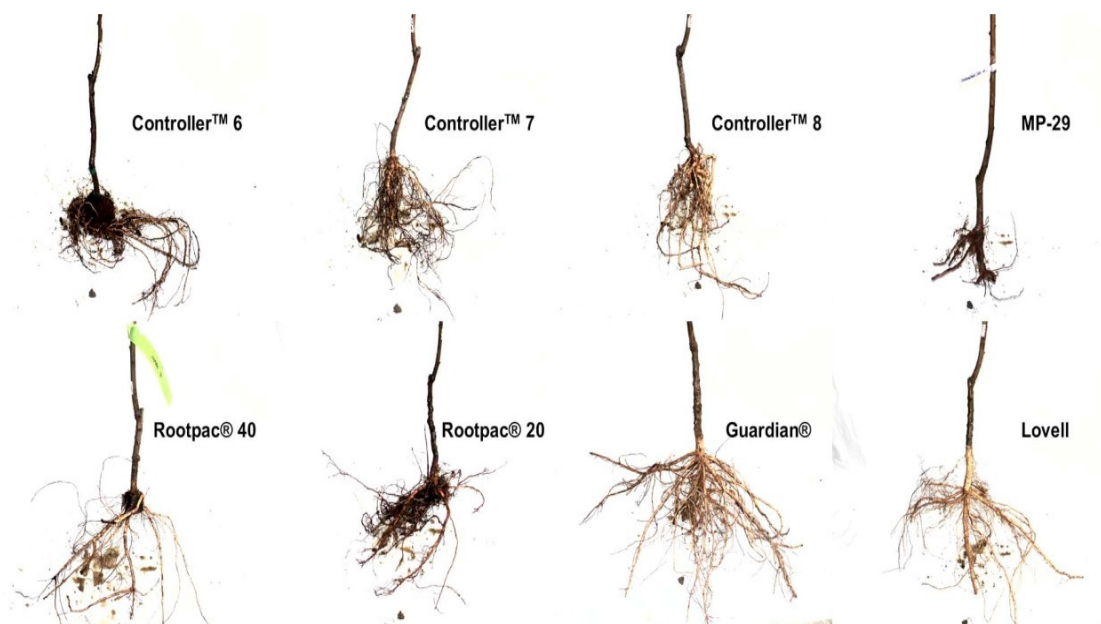 Controller™ 6
Controller™ 7
Controller™ 8
MP-29
Rootpac® 40
Rootpac® 20
Guardian®
Lovell